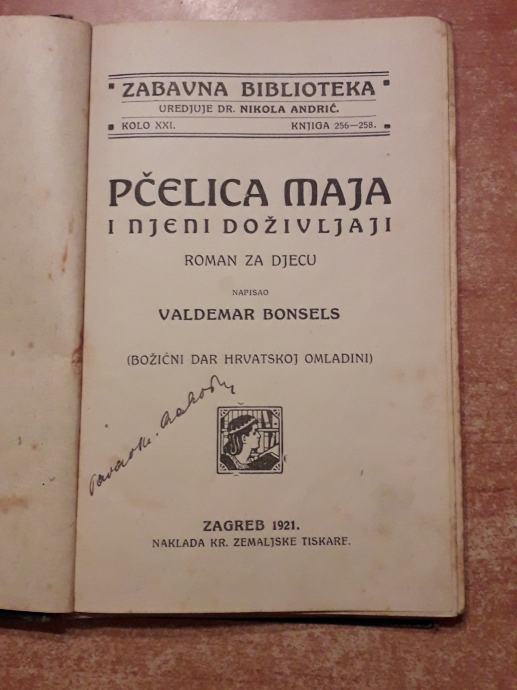 ZABAVNA BIBLIOTEKA
UREDJUJE DR. NIKOLA ANDRIĆ.
KOLO XXI. KNJIGA 256—258.
PČELICA MAJA
I NJENI DOŽIVLJAJI
ROMAN ZA DJECU
NAPISAO
VALDEMAR BONSELS
(BOŽIĆNI DAR HRVATSKOJ OMLADINI)
ZAGREB 1921.
NAKLADA KR. ZEMALJSKE TISKARE.